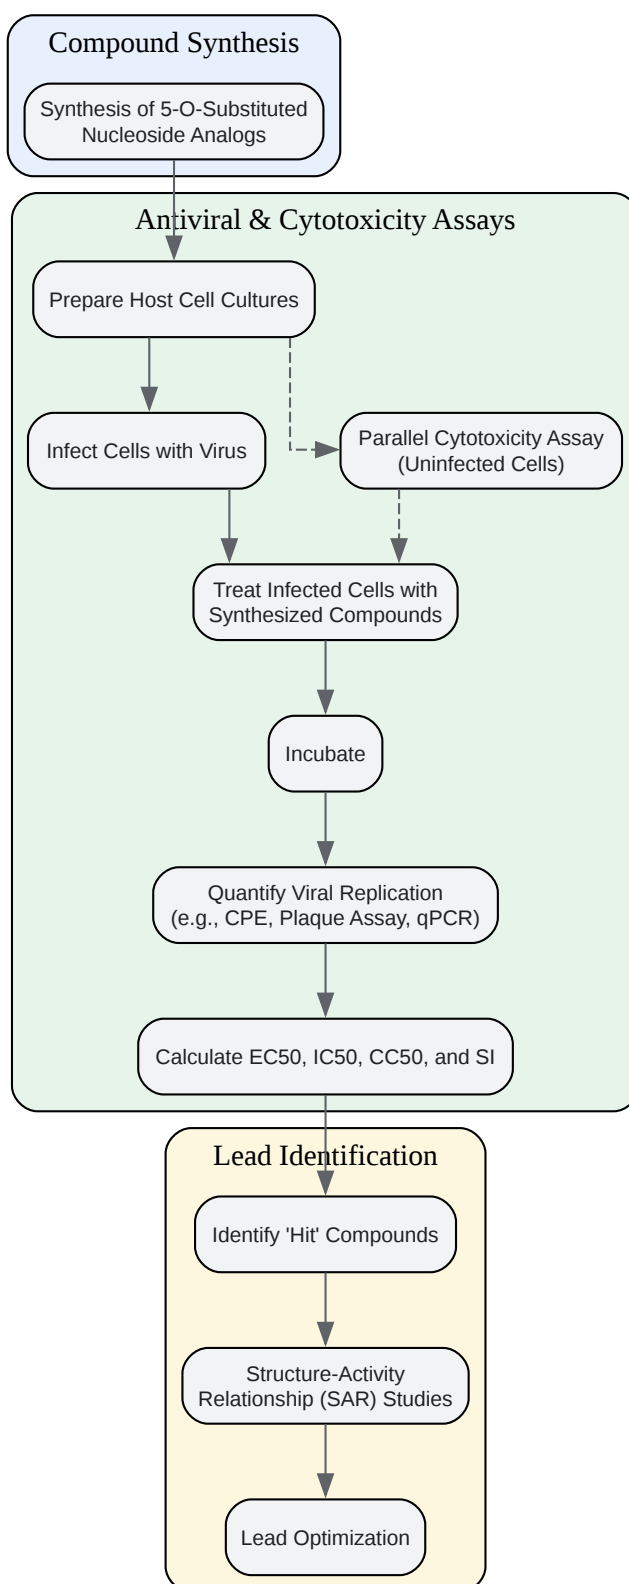 Compound Synthesis
Synthesis of 5-O-Substituted
Nucleoside Analogs
Antiviral & Cytotoxicity Assays
Prepare Host Cell Cultures
Infect Cells with Virus
Parallel Cytotoxicity Assay
(Uninfected Cells)
Treat Infected Cells with
Synthesized Compounds
Incubate
Quantify Viral Replication
(e.g., CPE, Plaque Assay, qPCR)
Calculate EC50, IC50, CC50, and SI
Lead Identification
Identify 'Hit' Compounds
Structure-Activity
Relationship (SAR) Studies
Lead Optimization